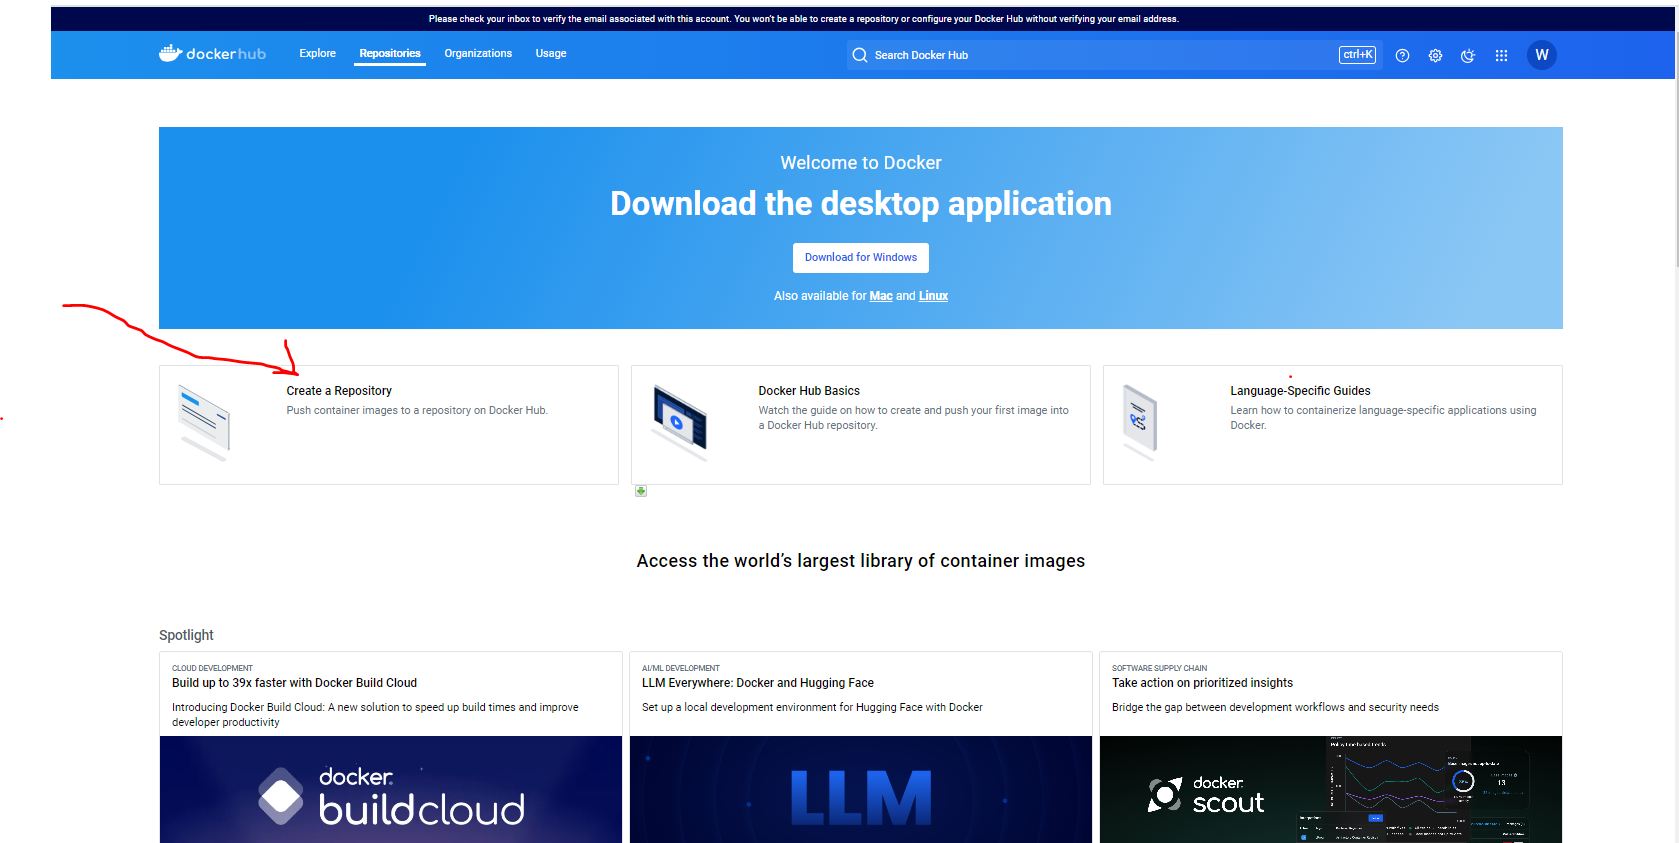 Please check your inbox to verify the email associated with this account. You won't be able to create a repository or configure your Docker Hub without verifying your email address.
dockerhub
Explore
Repositories
Organizations
Usage
Search Docker Hub
ctrl+K
W
Welcome to Docker
Download the desktop application
Download for Windows
Also available for Mac and Linux
Create a Repository
Push container images to a repository on Docker Hub.
Docker Hub Basics
Watch the guide on how to create and push your first image into
a Docker Hub repository.
Language-Specific Guides
Learn how to containerize language-specific applications using
Docker.
Access the world's largest library of container images
Spotlight
CLOUD DEVELOPMENT
Build up to 39x faster with Docker Build Cloud
Introducing Docker Build Cloud: A new solution to speed up build times and improve
developer productivity
docker
buildcloud
AI/ML DEVELOPMENT
LLM Everywhere: Docker and Hugging Face
Set up a local development environment for Hugging Face with Docker
LLM
SOFTWARE SUPPLY CHAIN
Take action on prioritized insights
Bridge the gap between development workflows and security needs
docker
scout
Policy time based trends
13